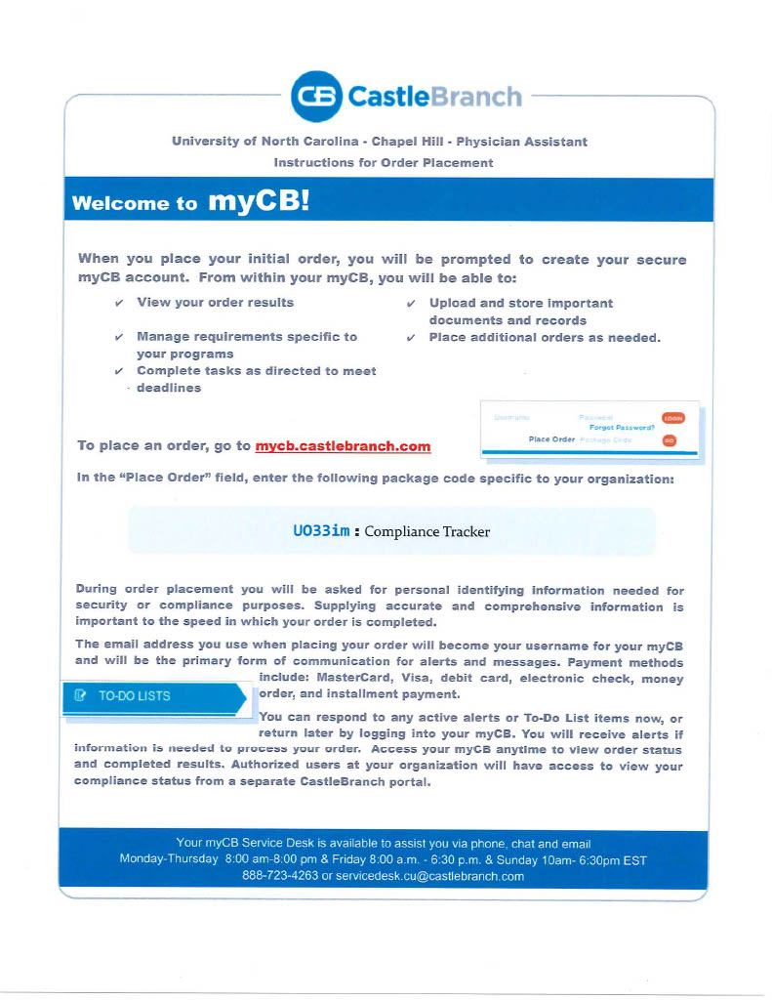 CB CastleBranch
University of North Carolina - Chapel Hill - Physician Assistant
Instructions for Order Placement
Welcome to myCB!
When you place your initial order, you will be prompted to create your secure
myCB account. From within your myCB, you will be able to:
✓ View your order results
✓ Upload and store important
documents and records
✓ Manage requirements specific to
your programs
✓ Place additional orders as needed.
✓ Complete tasks as directed to meet
deadlines
Username Password LOGIN
Forgot Password?
Place Order Package Code GO
To place an order, go to mycb.castlebranch.com
In the “Place Order” field, enter the following package code specific to your organization:
UO33im : Compliance Tracker
During order placement you will be asked for personal identifying information needed for
security or compliance purposes. Supplying accurate and comprehensive information is
important to the speed in which your order is completed.
The email address you use when placing your order will become your username for your myCB
and will be the primary form of communication for alerts and messages. Payment methods
include: MasterCard, Visa, debit card, electronic check, money
order, and installment payment.
TO-DO LISTS
You can respond to any active alerts or To-Do List items now, or
return later by logging into your myCB. You will receive alerts if
information is needed to process your order. Access your myCB anytime to view order status
and completed results. Authorized users at your organization will have access to view your
compliance status from a separate CastleBranch portal.
Your myCB Service Desk is available to assist you via phone, chat and email
Monday-Thursday 8:00 am-8:00 pm & Friday 8:00 a.m. - 6:30 p.m. & Sunday 10am- 6:30pm EST
888-723-4263 or servicedesk.cu@castlebranch.com